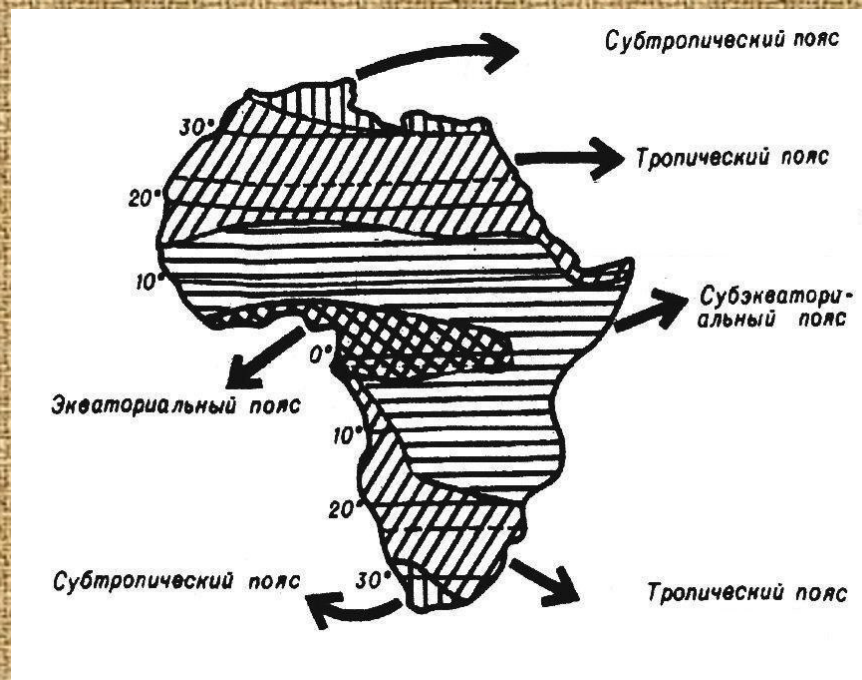 Субтропический пояс
30°
Тропический пояс
20°
10°
Субэкватори-
альный пояс
0°
Экваториальный пояс
10°
20°
Субтропический пояс
30°
Тропический пояс